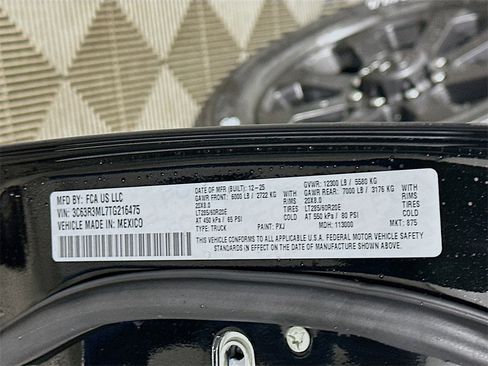 MFD BY: FCA US LLC
VIN: 3C63R3ML7TG216475
VEHICLE MADE IN: MEXICO
DATE OF MFR (BUILT): 12-25
GAWR FRONT: 6000 LB / 2722 KG
20X8.0
LT285/60R20E
AT 450 kPa / 65 PSI
TYPE: TRUCK
WITH
RIMS
TIRES
COLD
PAINT: PXJ
GVWR: 12300 LB / 5580 KG
GAWR REAR: 7000 LB / 3176 KG
20X8.0
LT285/60R20E
AT 550 kPa / 80 PSI
MDH: 113000
WITH
RIMS
TIRES
COLD
MKT: 875
THIS VEHICLE CONFORMS TO ALL APPLICABLE U.S.A. FEDERAL MOTOR VEHICLE SAFETY
STANDARDS IN EFFECT ON THE DATE OF MANUFACTURE SHOWN ABOVE.